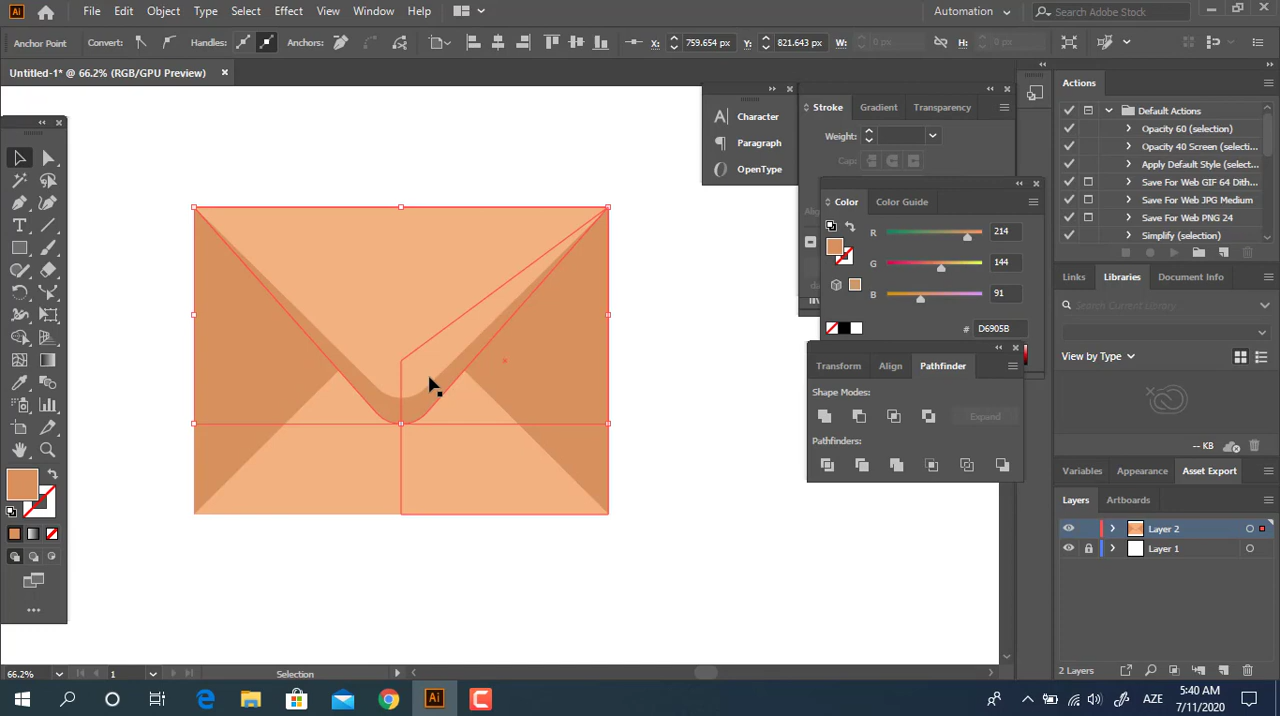 Ai File Edit Object Type Select Effect View Window Help Automation Search Adobe Stock
Anchor Point Convert: Handles: Anchors: X: 759.654 px Y: 821.643 px W: 0 px H: 0 px
Untitled-1* @ 66.2% (RGB/GPU Preview)
Character
Paragraph
OpenType
Stroke Gradient Transparency
Weight:
Cap:
Color Color Guide
R 214
G 144
B 91
# D6905B
Transform Align Pathfinder
Shape Modes:
Expand
Pathfinders:
Actions
Default Actions
Opacity 60 (selection)
Opacity 40 Screen (selecti...
Apply Default Style (select...
Save For Web GIF 64 Dith...
Save For Web JPG Medium
Save For Web PNG 24
Simplify (selection)
Links Libraries Document Info
Search Current Library
View by Type
-- KB
Variables Appearance Asset Export
Layers Artboards
Layer 2
Layer 1
2 Layers
66.2% 1 Selection
Ai AZE 5:40 AM
7/11/2020